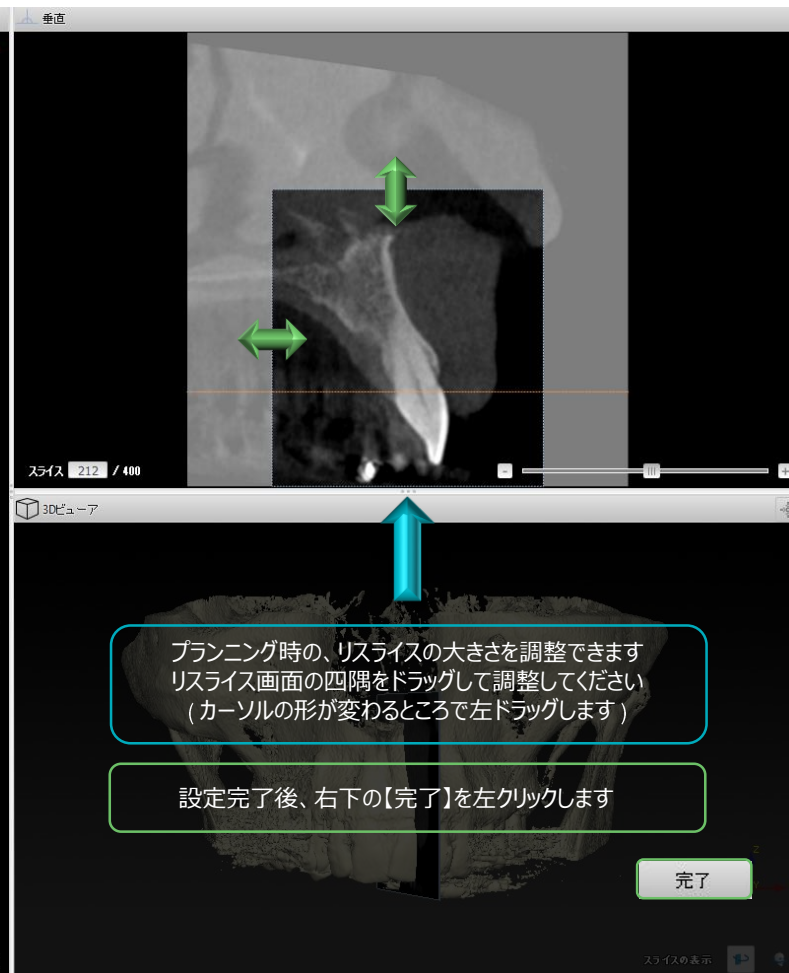 垂直
スライス 212 / 400
3Dビューア
プランニング時の、リスライスの大きさを調整できます
リスライス画面の四隅をドラッグして調整してください
(カーソルの形が変わるところで左ドラッグします)
設定完了後、右下の【完了】を左クリックします
Z
完了
スライスの表示